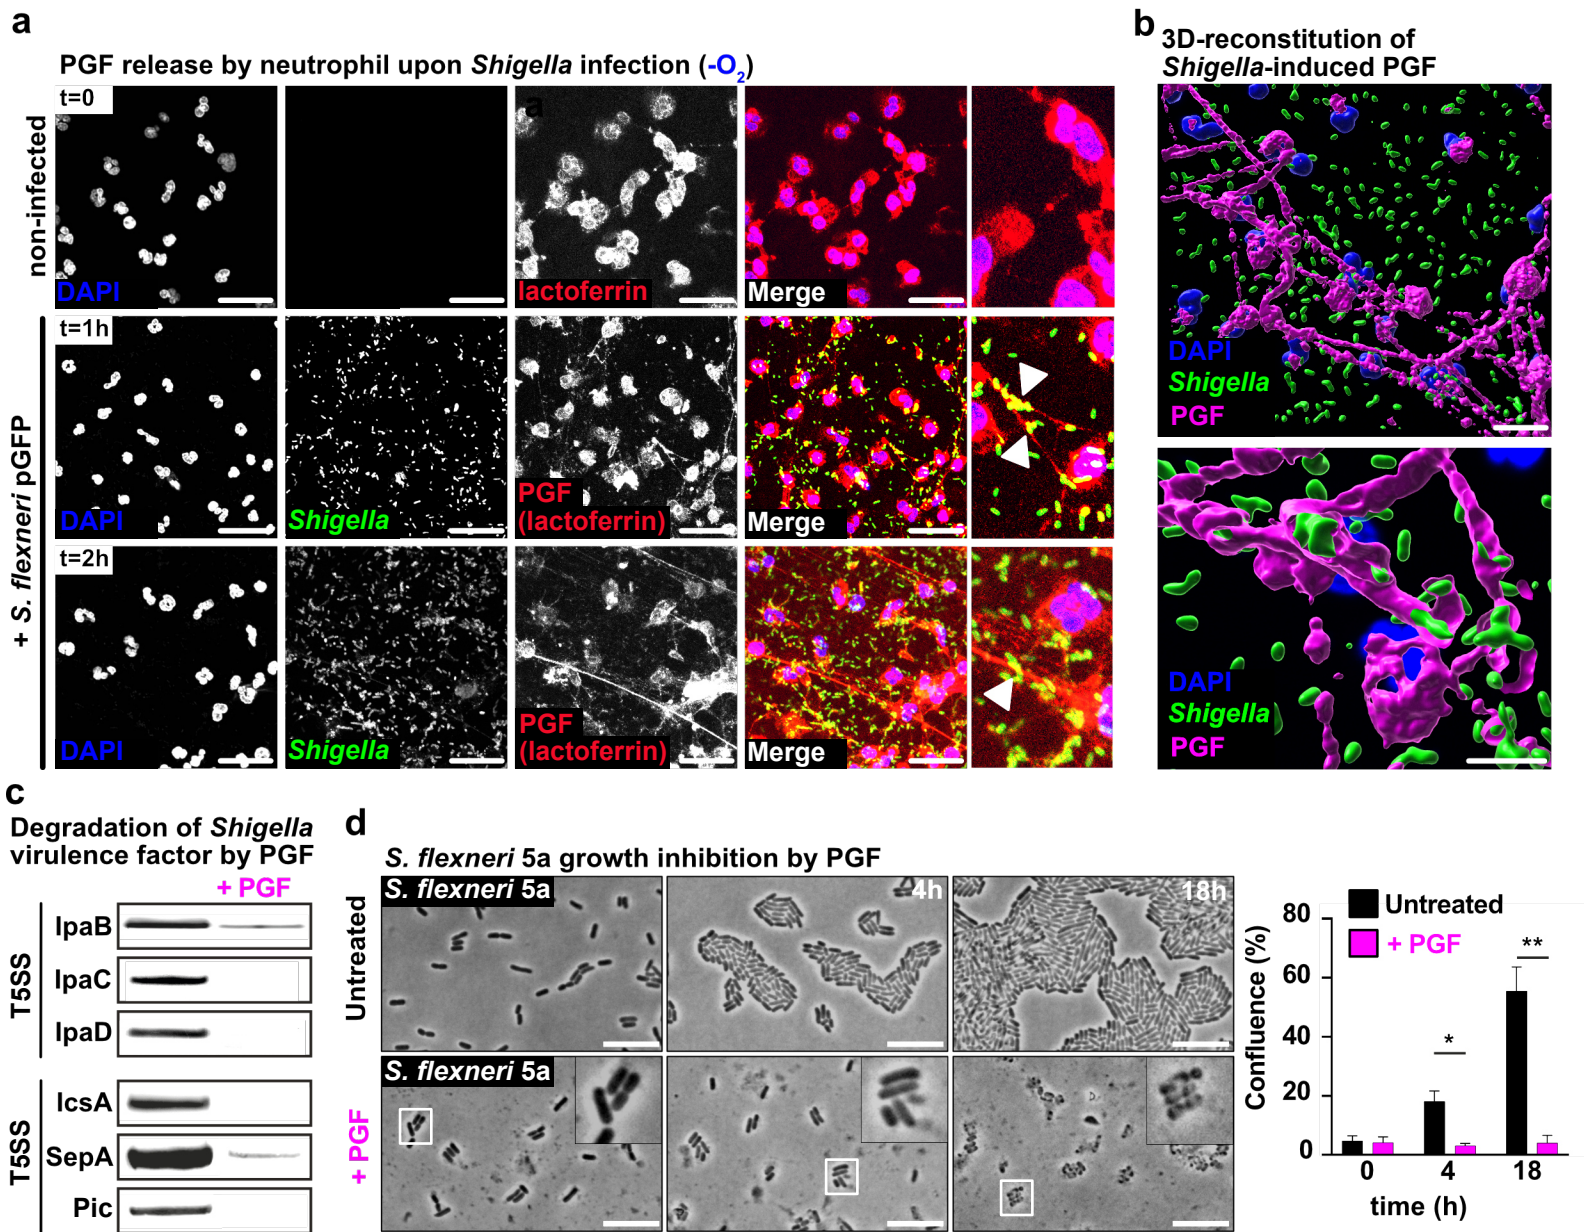 a
PGF release by neutrophil upon Shigella infection (-O2)
non-infected
t=0
DAPI
a
lactoferrin
Merge
+ S. flexneri pGFP
t=1h
DAPI
Shigella
PGF
(lactoferrin)
Merge
t=2h
DAPI
Shigella
PGF
(lactoferrin)
Merge
b
3D-reconstitution of
Shigella-induced PGF
DAPI
Shigella
PGF
DAPI
Shigella
PGF
c
Degradation of Shigella
virulence factor by PGF
+ PGF
T5SS
IpaB
IpaC
IpaD
T5SS
IcsA
SepA
Pic
d
S. flexneri 5a growth inhibition by PGF
Untreated
S. flexneri 5a
4h
18h
+ PGF
S. flexneri 5a
Untreated
+ PGF
Confluence (%)
80
60
40
20
0
*
**
0 4 18
time (h)